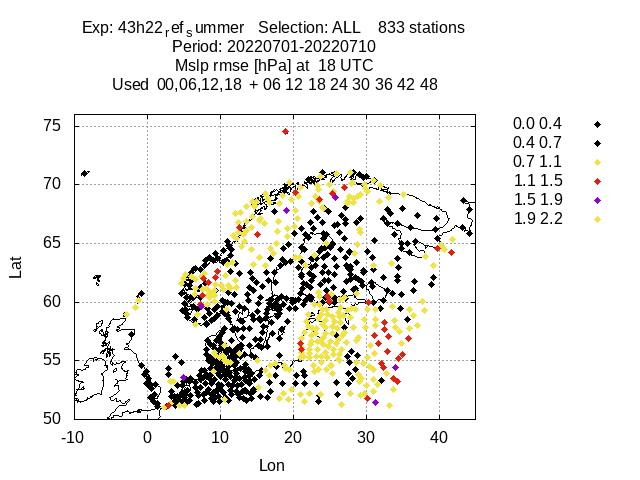 Exp: 43h22refsummer Selection: ALL 833 stations
Period: 20220701-20220710
Mslp rmse [hPa] at 18 UTC
Used 00,06,12,18 + 06 12 18 24 30 36 42 48
0.0 0.4
0.4 0.7
0.7 1.1
1.1 1.5
1.5 1.9
1.9 2.2
75
70
65
60
55
50
Lat
-10 0 10 20 30 40
Lon